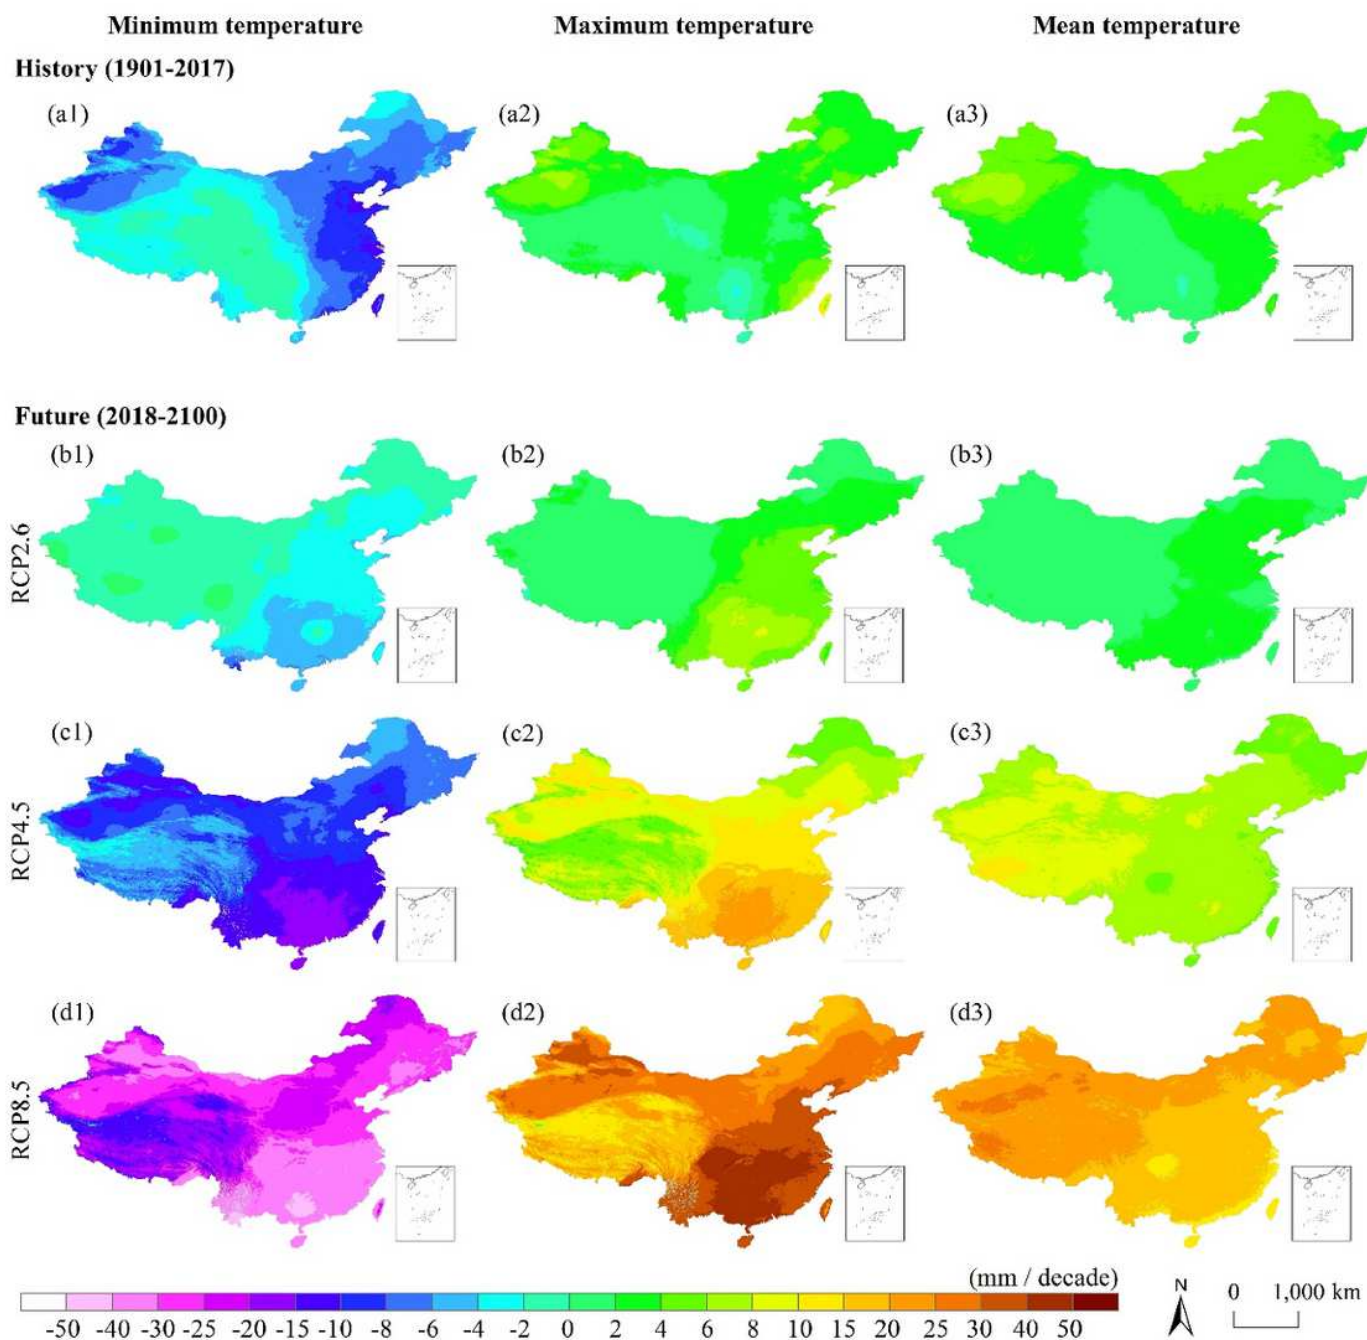 Minimum temperature Maximum temperature Mean temperature
History (1901-2017)
(a1) (a2) (a3)
Future (2018-2100)
(b1) (b2) (b3)
RCP2.6
(c1) (c2) (c3)
RCP4.5
(d1) (d2) (d3)
RCP8.5
(mm / decade)
N 0 1,000 km
-50 -40 -30 -25 -20 -15 -10 -8 -6 -4 -2 0 2 4 6 8 10 15 20 25 30 40 50